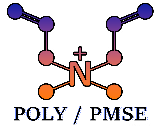 N+
POLY / PMSE